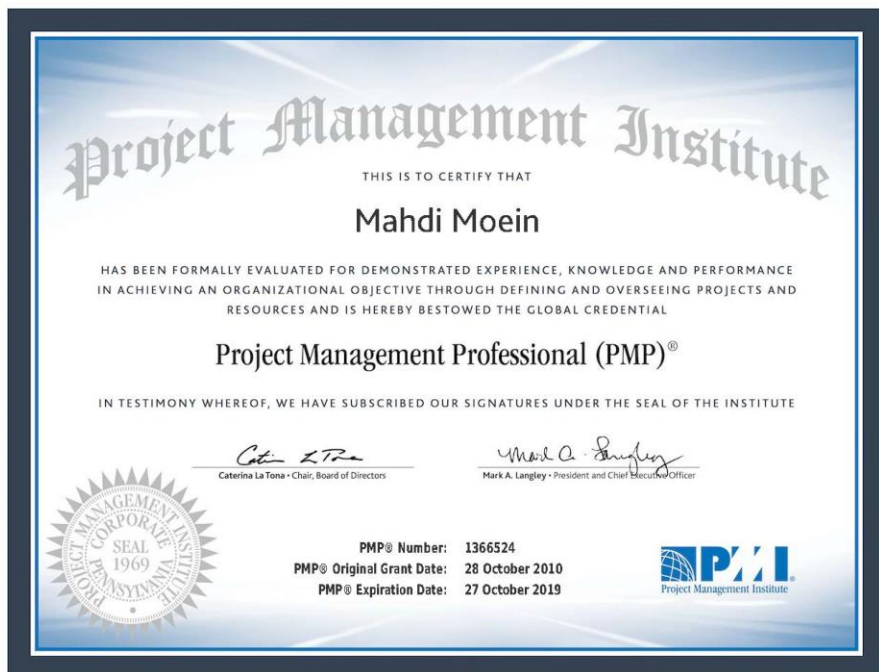 Project Management Institute
THIS IS TO CERTIFY THAT
Mahdi Moein
HAS BEEN FORMALLY EVALUATED FOR DEMONSTRATED EXPERIENCE, KNOWLEDGE AND PERFORMANCE
IN ACHIEVING AN ORGANIZATIONAL OBJECTIVE THROUGH DEFINING AND OVERSEEING PROJECTS AND
RESOURCES AND IS HEREBY BESTOWED THE GLOBAL CREDENTIAL
Project Management Professional (PMP)®
IN TESTIMONY WHEREOF, WE HAVE SUBSCRIBED OUR SIGNATURES UNDER THE SEAL OF THE INSTITUTE
Caterina La Tona • Chair, Board of Directors
Mark A. Langley • President and Chief Executive Officer
PROJECT MANAGEMENT INSTITUTE
CORPORATE
SEAL
1969
PENNSYLVANIA
PMP® Number: 1366524
PMP® Original Grant Date: 28 October 2010
PMP® Expiration Date: 27 October 2019
PMI®
Project Management Institute